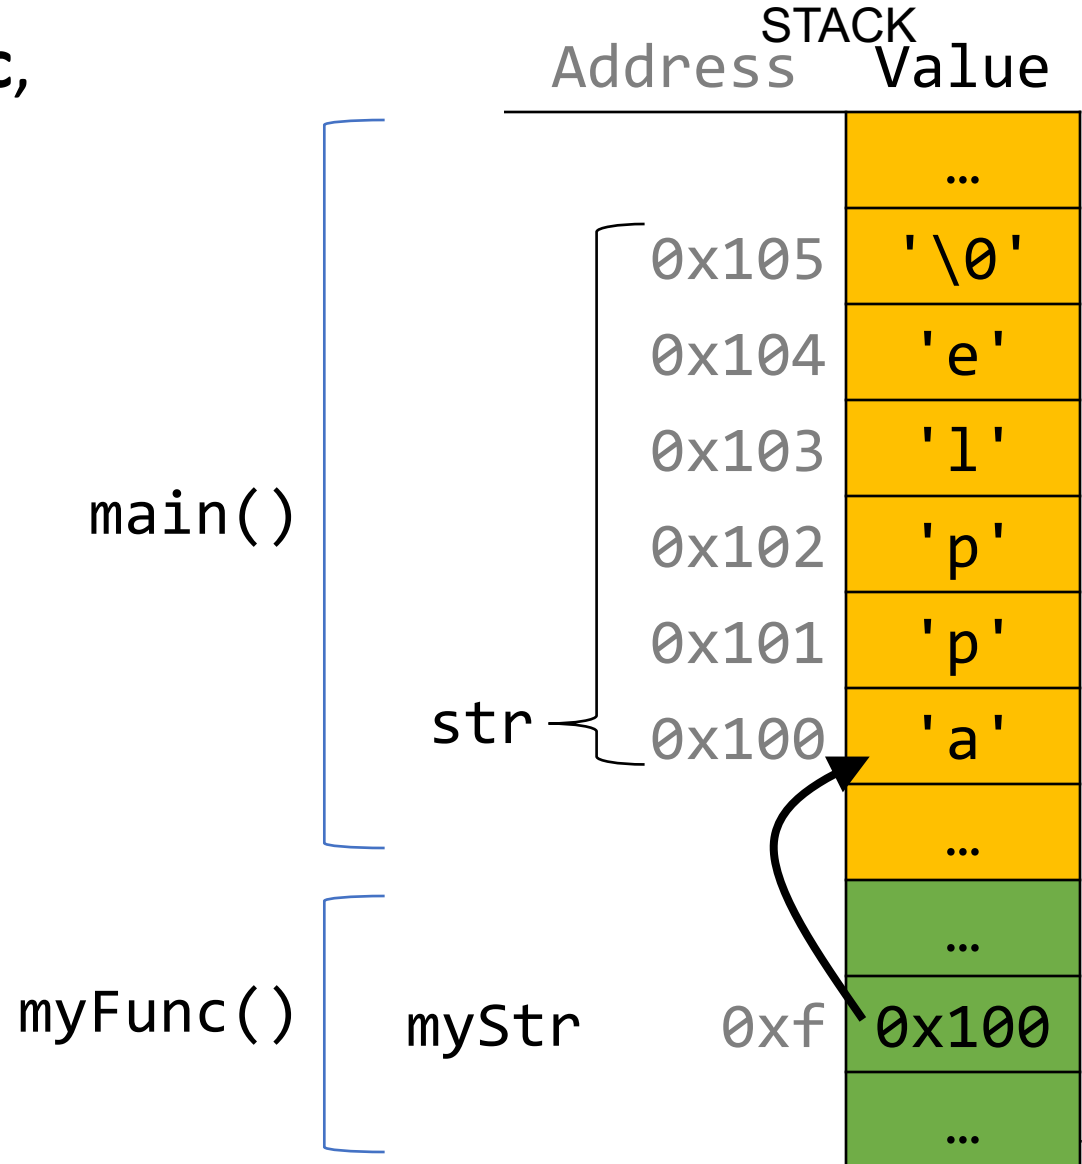 STACK
c,
Address Value
…
0x105 '\0'
0x104 'e'
0x103 'l'
main() 0x102 'p'
0x101 'p'
str 0x100 'a'
…
…
myFunc() myStr 0xf 0x100
…